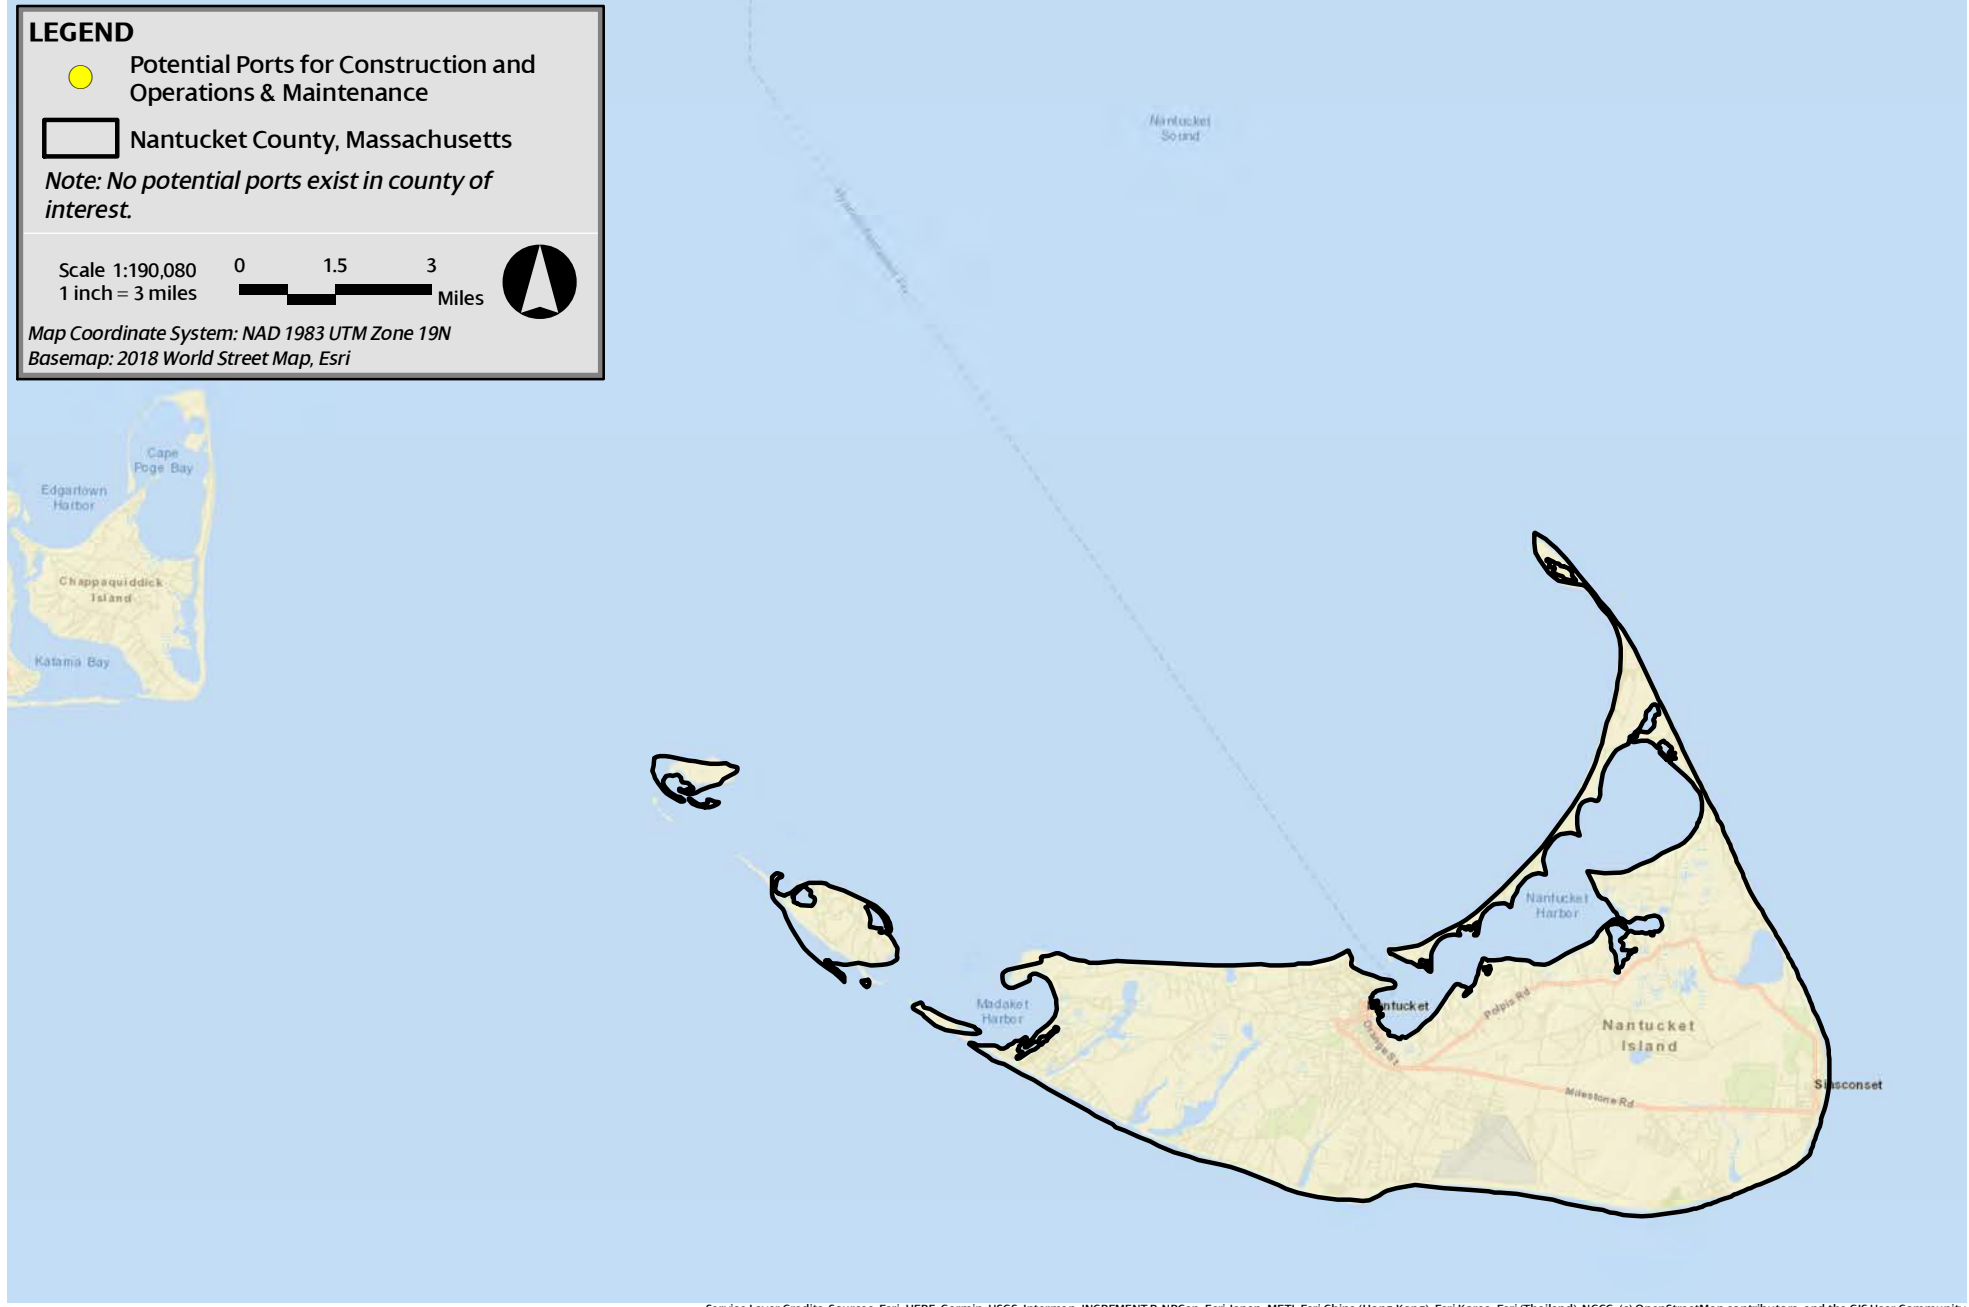 LEGEND
Potential Ports for Construction and
Operations & Maintenance
Nantucket County, Massachusetts
Note: No potential ports exist in county of
interest.
Scale 1:190,080
1 inch = 3 miles
0 1.5 3
Miles
Map Coordinate System: NAD 1983 UTM Zone 19N
Basemap: 2018 World Street Map, Esri
Nantucket
Sound
Cape
Poge Bay
Edgartown
Harbor
Chappaquiddick
Island
Katama Bay
Nantucket
Harbor
Madaket
Harbor
ntucket
Polpis Rd
Orange St
Nantucket
Island
Siasconset
Milestone Rd